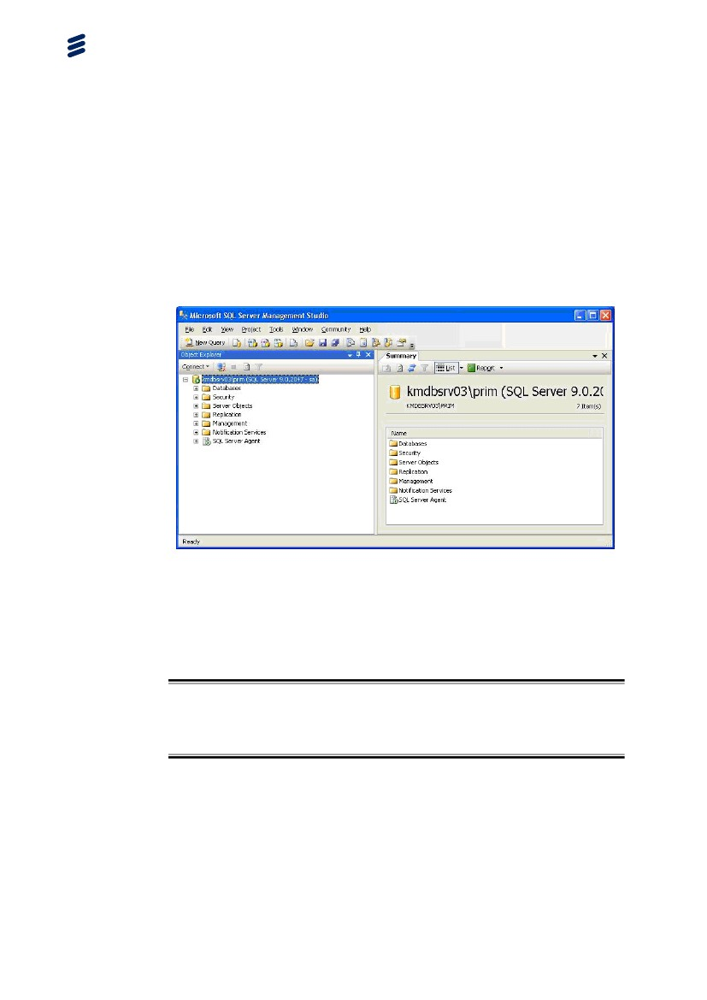 Microsoft SQL Server Management Studio
File Edit View Project Tools Window Community Help
New Query
Object Explorer
Connect
kmdbsrv03\prim (SQL Server 9.0.2047 - sa)
Databases
Security
Server Objects
Replication
Management
Notification Services
SQL Server Agent
Summary
List Report
kmdbsrv03\prim (SQL Server 9.0.20
KMDBSRV03\PRIM 7 Item(s)
Name
Databases
Security
Server Objects
Replication
Management
Notification Services
SQL Server Agent
Ready